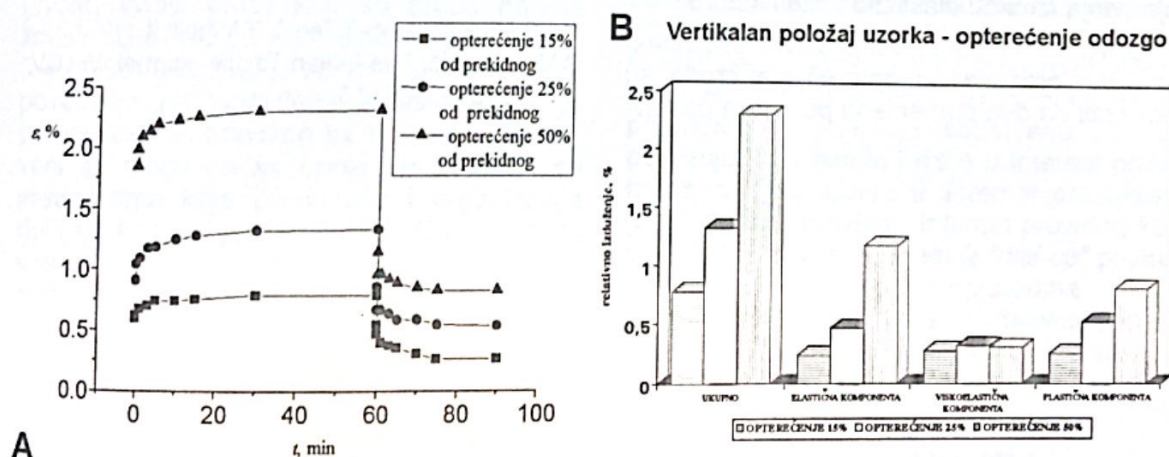 opterećenje 15%
od prekidnog
opterećenje 25%
od prekidnog
opterećenje 50%
od prekidnog
ε, %
2.5
2.0
1.5
1.0
0.5
0.0
0 20 40 60 80 100
t, min
A
B Vertikalan položaj uzorka - opterećenje odozgo
relativno izduženje, %
2,5
2
1,5
1
0,5
0
UKUPNO
ELASTIČNA KOMPONENTA
VISKOELASTIČNA
KOMPONENTA
PLASTIČNA KOMPONENTA
OPTEREĆENJE 15% OPTEREĆENJE 25% OPTEREĆENJE 50%